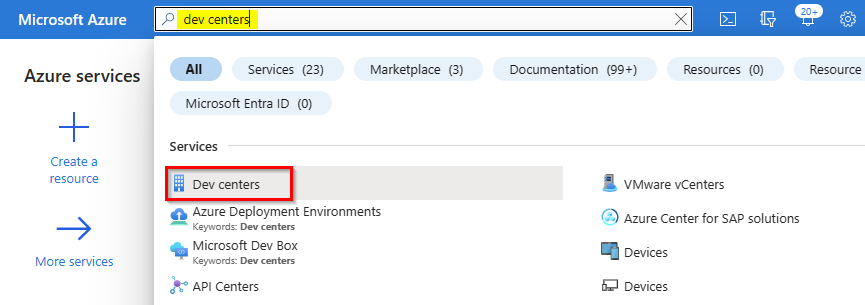 Microsoft Azure
dev centers
20+
All
Services (23)
Marketplace (3)
Documentation (99+)
Resources (0)
Resource
Microsoft Entra ID (0)
Azure services
Create a
resource
More services
Services
Dev centers
Azure Deployment Environments
Keywords: Dev centers
Microsoft Dev Box
Keywords: Dev centers
API Centers
VMware vCenters
Azure Center for SAP solutions
Devices
Devices